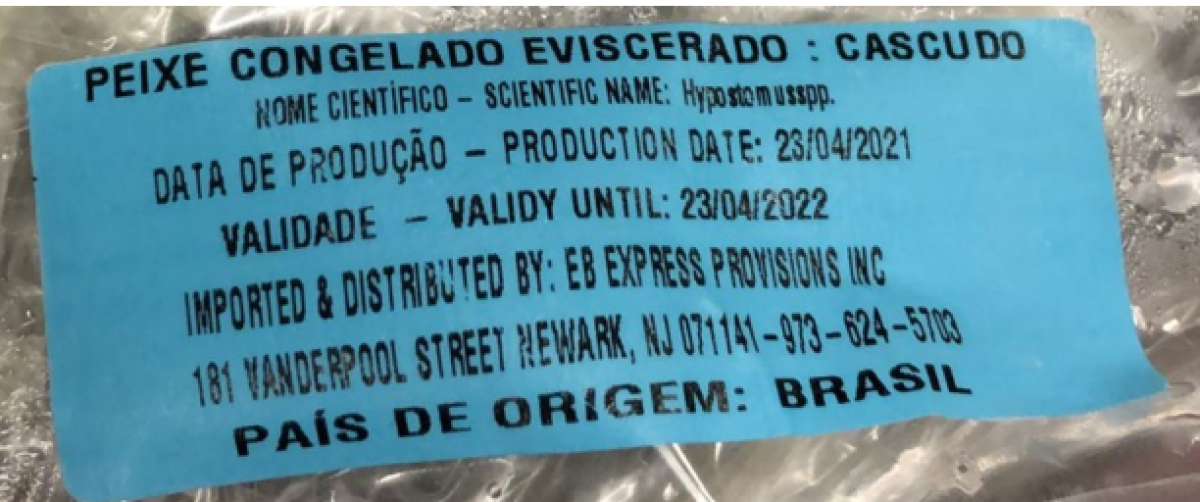 PEIXE CONGELADO EVISCERADO : CASCUDO
NOME CIENTÍFICO – SCIENTIFIC NAME: Hypostomusspp.
DATA DE PRODUÇÃO – PRODUCTION DATE: 23/04/2021
VALIDADE – VALIDY UNTIL: 23/04/2022
IMPORTED & DISTRIBUTED BY: EB EXPRESS PROVISIONS INC
181 VANDERPOOL STREET NEWARK, NJ 071141-973-624-5703
PAÍS DE ORIGEM: BRASIL